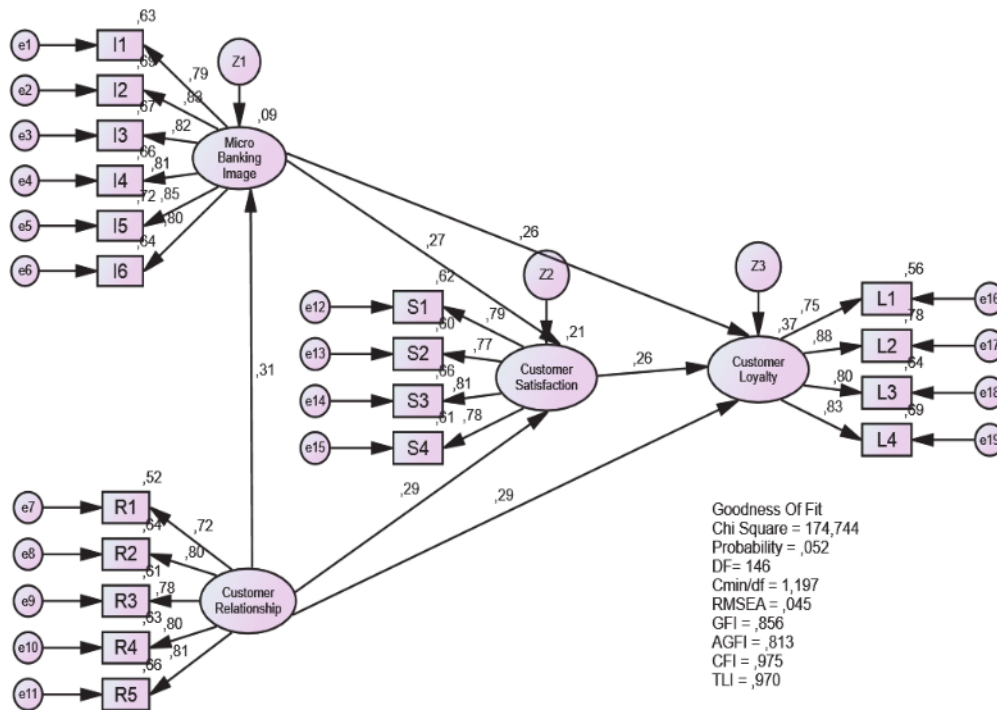 ,63
e1
I1
,69
e2
I2
,67
e3
I3
,66
e4
I4
,72
e5
I5
,64
e6
I6
,79
,83
,82
,81
,85
,80
Z1
,09
Micro
Banking
Image
,31
,27
,26
,62
e12
S1
,60
e13
S2
,66
e14
S3
,61
e15
S4
,79
,77
,81
,78
Z2
,21
Customer
Satisfaction
,26
Z3
,37
Customer
Loyalty
,75
,88
,80
,83
,56
L1
e16
,78
L2
e17
,64
L3
e18
,69
L4
e19
,52
e7
R1
,64
e8
R2
,61
e9
R3
,63
e10
R4
,66
e11
R5
,72
,80
,78
,80
,81
Customer
Relationship
,29
,29
Goodness Of Fit
Chi Square = 174,744
Probability = ,052
DF= 146
Cmin/df = 1,197
RMSEA = ,045
GFI = ,856
AGFI = ,813
CFI = ,975
TLI = ,970